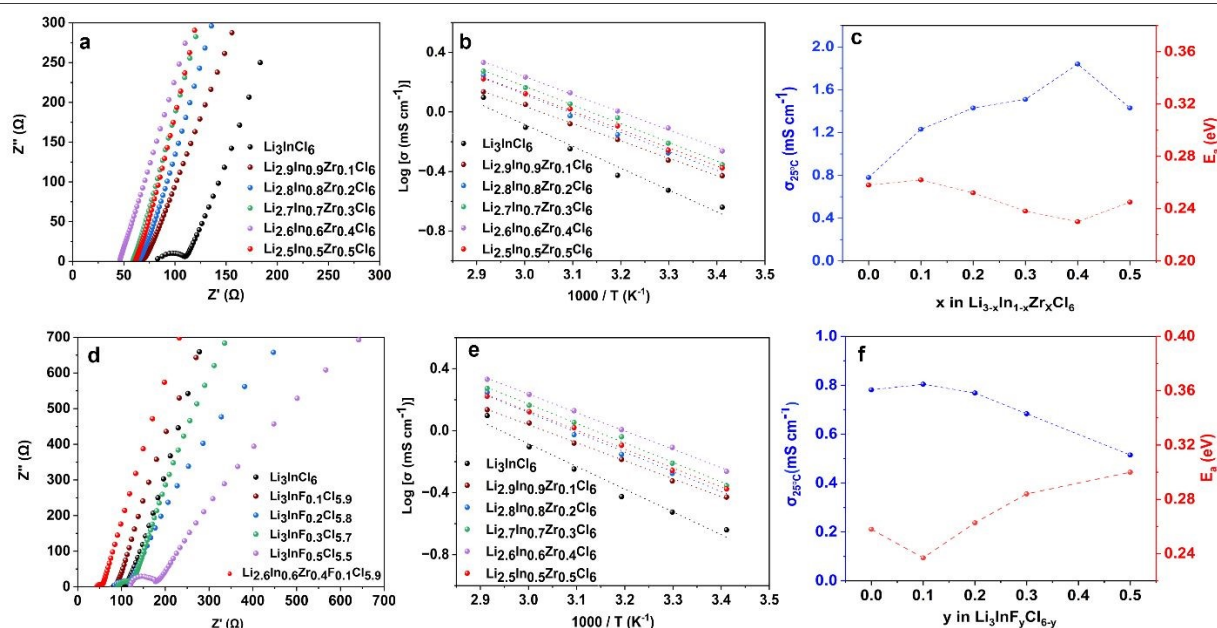 a
300
250
200
150
100
50
0
Z'' (Ω)
0 50 100 150 200 250 300
Z' (Ω)
Li3InCl6
Li2.9In0.9Zr0.1Cl6
Li2.8In0.8Zr0.2Cl6
Li2.7In0.7Zr0.3Cl6
Li2.6In0.6Zr0.4Cl6
Li2.5In0.5Zr0.5Cl6
b
0.4
0.0
−0.4
−0.8
Log [σ (mS cm-1)]
2.9 3.0 3.1 3.2 3.3 3.4 3.5
1000 / T (K-1)
Li3InCl6
Li2.9In0.9Zr0.1Cl6
Li2.8In0.8Zr0.2Cl6
Li2.7In0.7Zr0.3Cl6
Li2.6In0.6Zr0.4Cl6
Li2.5In0.5Zr0.5Cl6
c
2.0
1.6
1.2
0.8
0.4
0.0
σ25°C (mS cm-1)
0.36
0.32
0.28
0.24
0.20
Ea (eV)
0.0 0.1 0.2 0.3 0.4 0.5
x in Li3-xIn1-xZrXCl6
d
700
600
500
400
300
200
100
0
Z'' (Ω)
0 100 200 300 400 500 600 700
Z' (Ω)
Li3InCl6
Li3InF0.1Cl5.9
Li3InF0.2Cl5.8
Li3InF0.3Cl5.7
Li3InF0.5Cl5.5
Li2.6In0.6Zr0.4F0.1Cl5.9
e
0.4
0.0
−0.4
−0.8
Log [σ (mS cm-1)]
2.9 3.0 3.1 3.2 3.3 3.4 3.5
1000 / T (K-1)
Li3InCl6
Li2.9In0.9Zr0.1Cl6
Li2.8In0.8Zr0.2Cl6
Li2.7In0.7Zr0.3Cl6
Li2.6In0.6Zr0.4Cl6
Li2.5In0.5Zr0.5Cl6
f
1.0
0.8
0.6
0.4
0.2
0.0
σ25°C(mS cm-1)
0.40
0.36
0.32
0.28
0.24
Ea (eV)
0.0 0.1 0.2 0.3 0.4 0.5
y in Li3InFyCl6-y